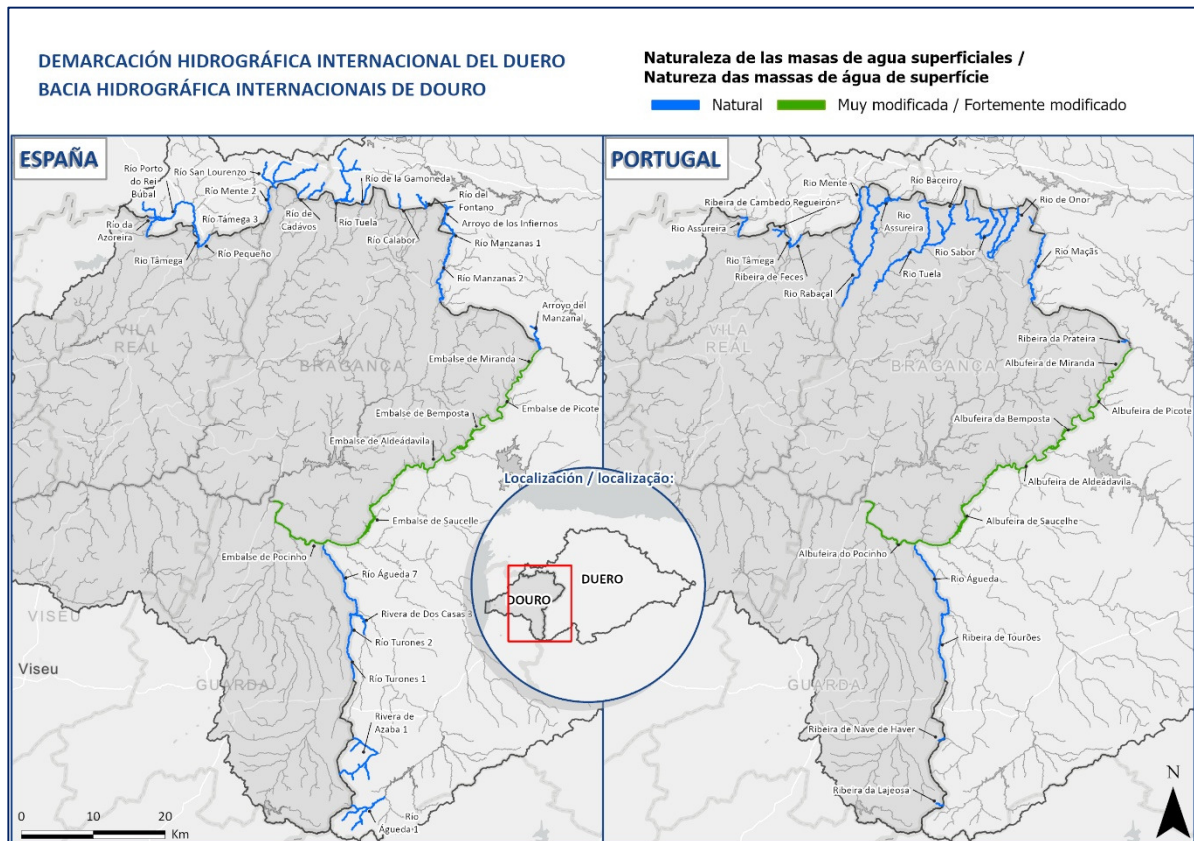 DEMARCACIÓN HIDROGRÁFICA INTERNACIONAL DEL DUERO
BACIA HIDROGRÁFICA INTERNACIONAIS DE DOURO
Naturaleza de las masas de agua superficiales /
Natureza das massas de água de superfície
Natural
Muy modificada / Fortemente modificado
ESPAÑA
Río Porto
do Rei
Búbal
Río San Lourenzo
Río Mente 2
Río de la Gamoneda
Río del
Fontano
Arroyo de los Infiernos
Río da
Azoreira
Río Támega 3
Río de
Cádavos
Río Tuela
Río Calabor
Río Manzanas 1
Rio Tâmega
Río Pequeño
Río Manzanas 2
Arroyo del
Manzanal
VILA
REAL
BRAGANÇA
Embalse de Miranda
Embalse de Bemposta
Embalse de Picote
Embalse de Aldeádavila
Embalse de Saucelle
Embalse de Pocinho
Río Águeda 7
Rivera de Dos Casas 3
Río Turones 2
Río Turones 1
VISEU
Viseu
GUARDA
Rivera de
Azaba 1
Río
Águeda 1
0 10 20
Km
Localización / localização:
DUERO
DOURO
PORTUGAL
Rio Mente
Rio Baceiro
Ribeira de Cambedo Regueirón
Rio de Onor
Rio Assureira
Rio
Assureira
Rio Tâmega
Ribeira de Feces
Rio Sabor
Rio Maçãs
Rio Tuela
Rio Rabaçal
VILA
REAL
BRAGANÇA
Ribeira da Prateira
Albufeira de Miranda
Albufeira de Picote
Albufeira da Bemposta
Albufeira de Aldeádavila
Albufeira de Saucelhe
Albufeira do Pocinho
Rio Águeda
Ribeira de Tourões
VISEU
GUARDA
Ribeira de Nave de Haver
Ribeira da Lajeosa
N